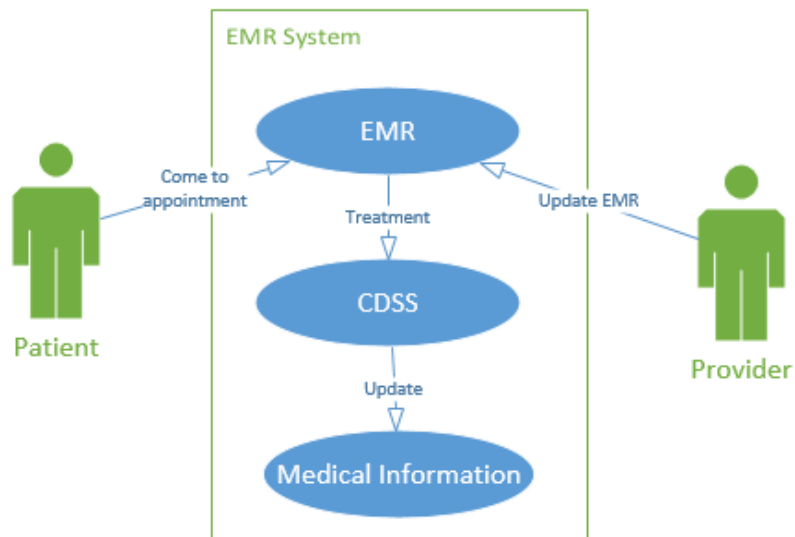 EMR System
EMR
Come to
appointment
Update EMR
Treatment
CDSS
Patient
Provider
Update
Medical Information